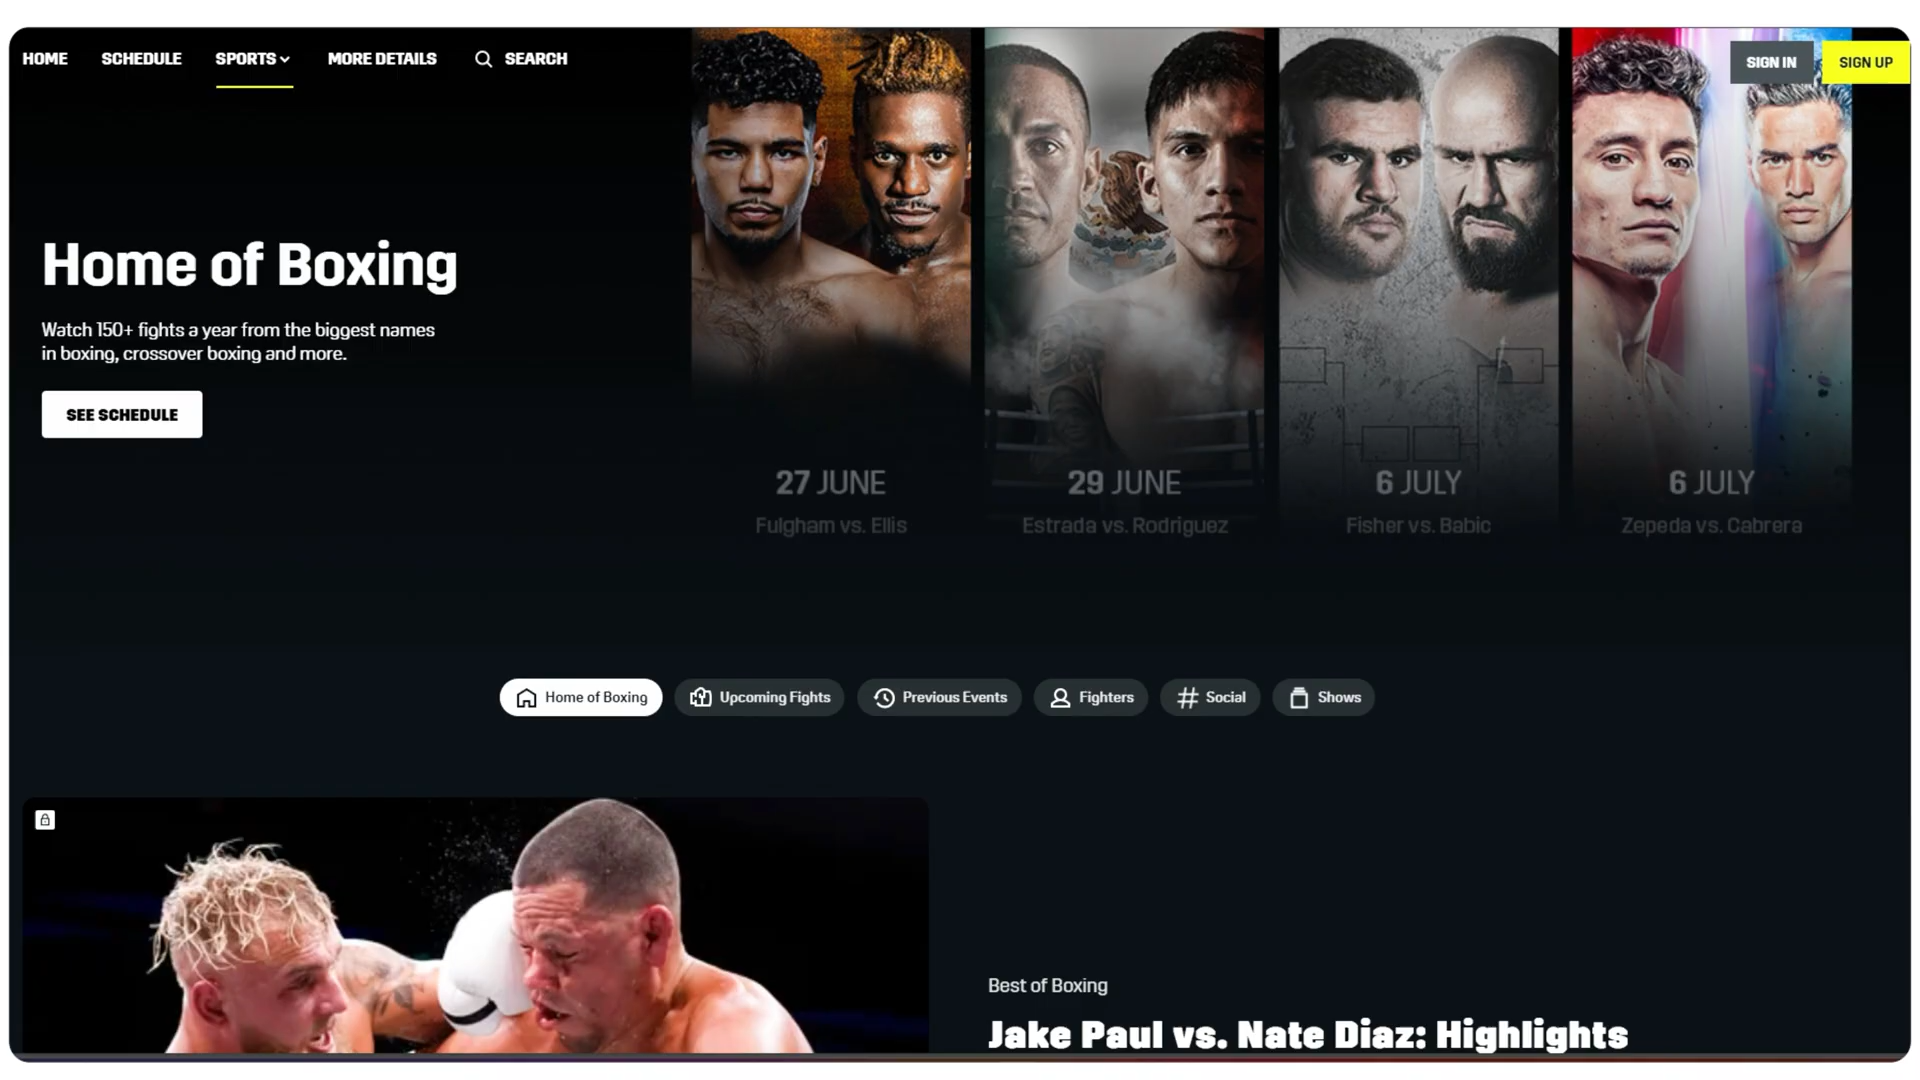 HOME SCHEDULE SPORTS MORE DETAILS SEARCH SIGN IN SIGN UP
Home of Boxing
Watch 150+ fights a year from the biggest names
in boxing, crossover boxing and more.
SEE SCHEDULE
27 JUNE
Fulgham vs. Ellis
29 JUNE
Estrada vs. Rodriguez
6 JULY
Fisher vs. Babic
6 JULY
Zepeda vs. Cabrera
Home of Boxing Upcoming Fights Previous Events Fighters Social Shows
Best of Boxing
Jake Paul vs. Nate Diaz: Highlights